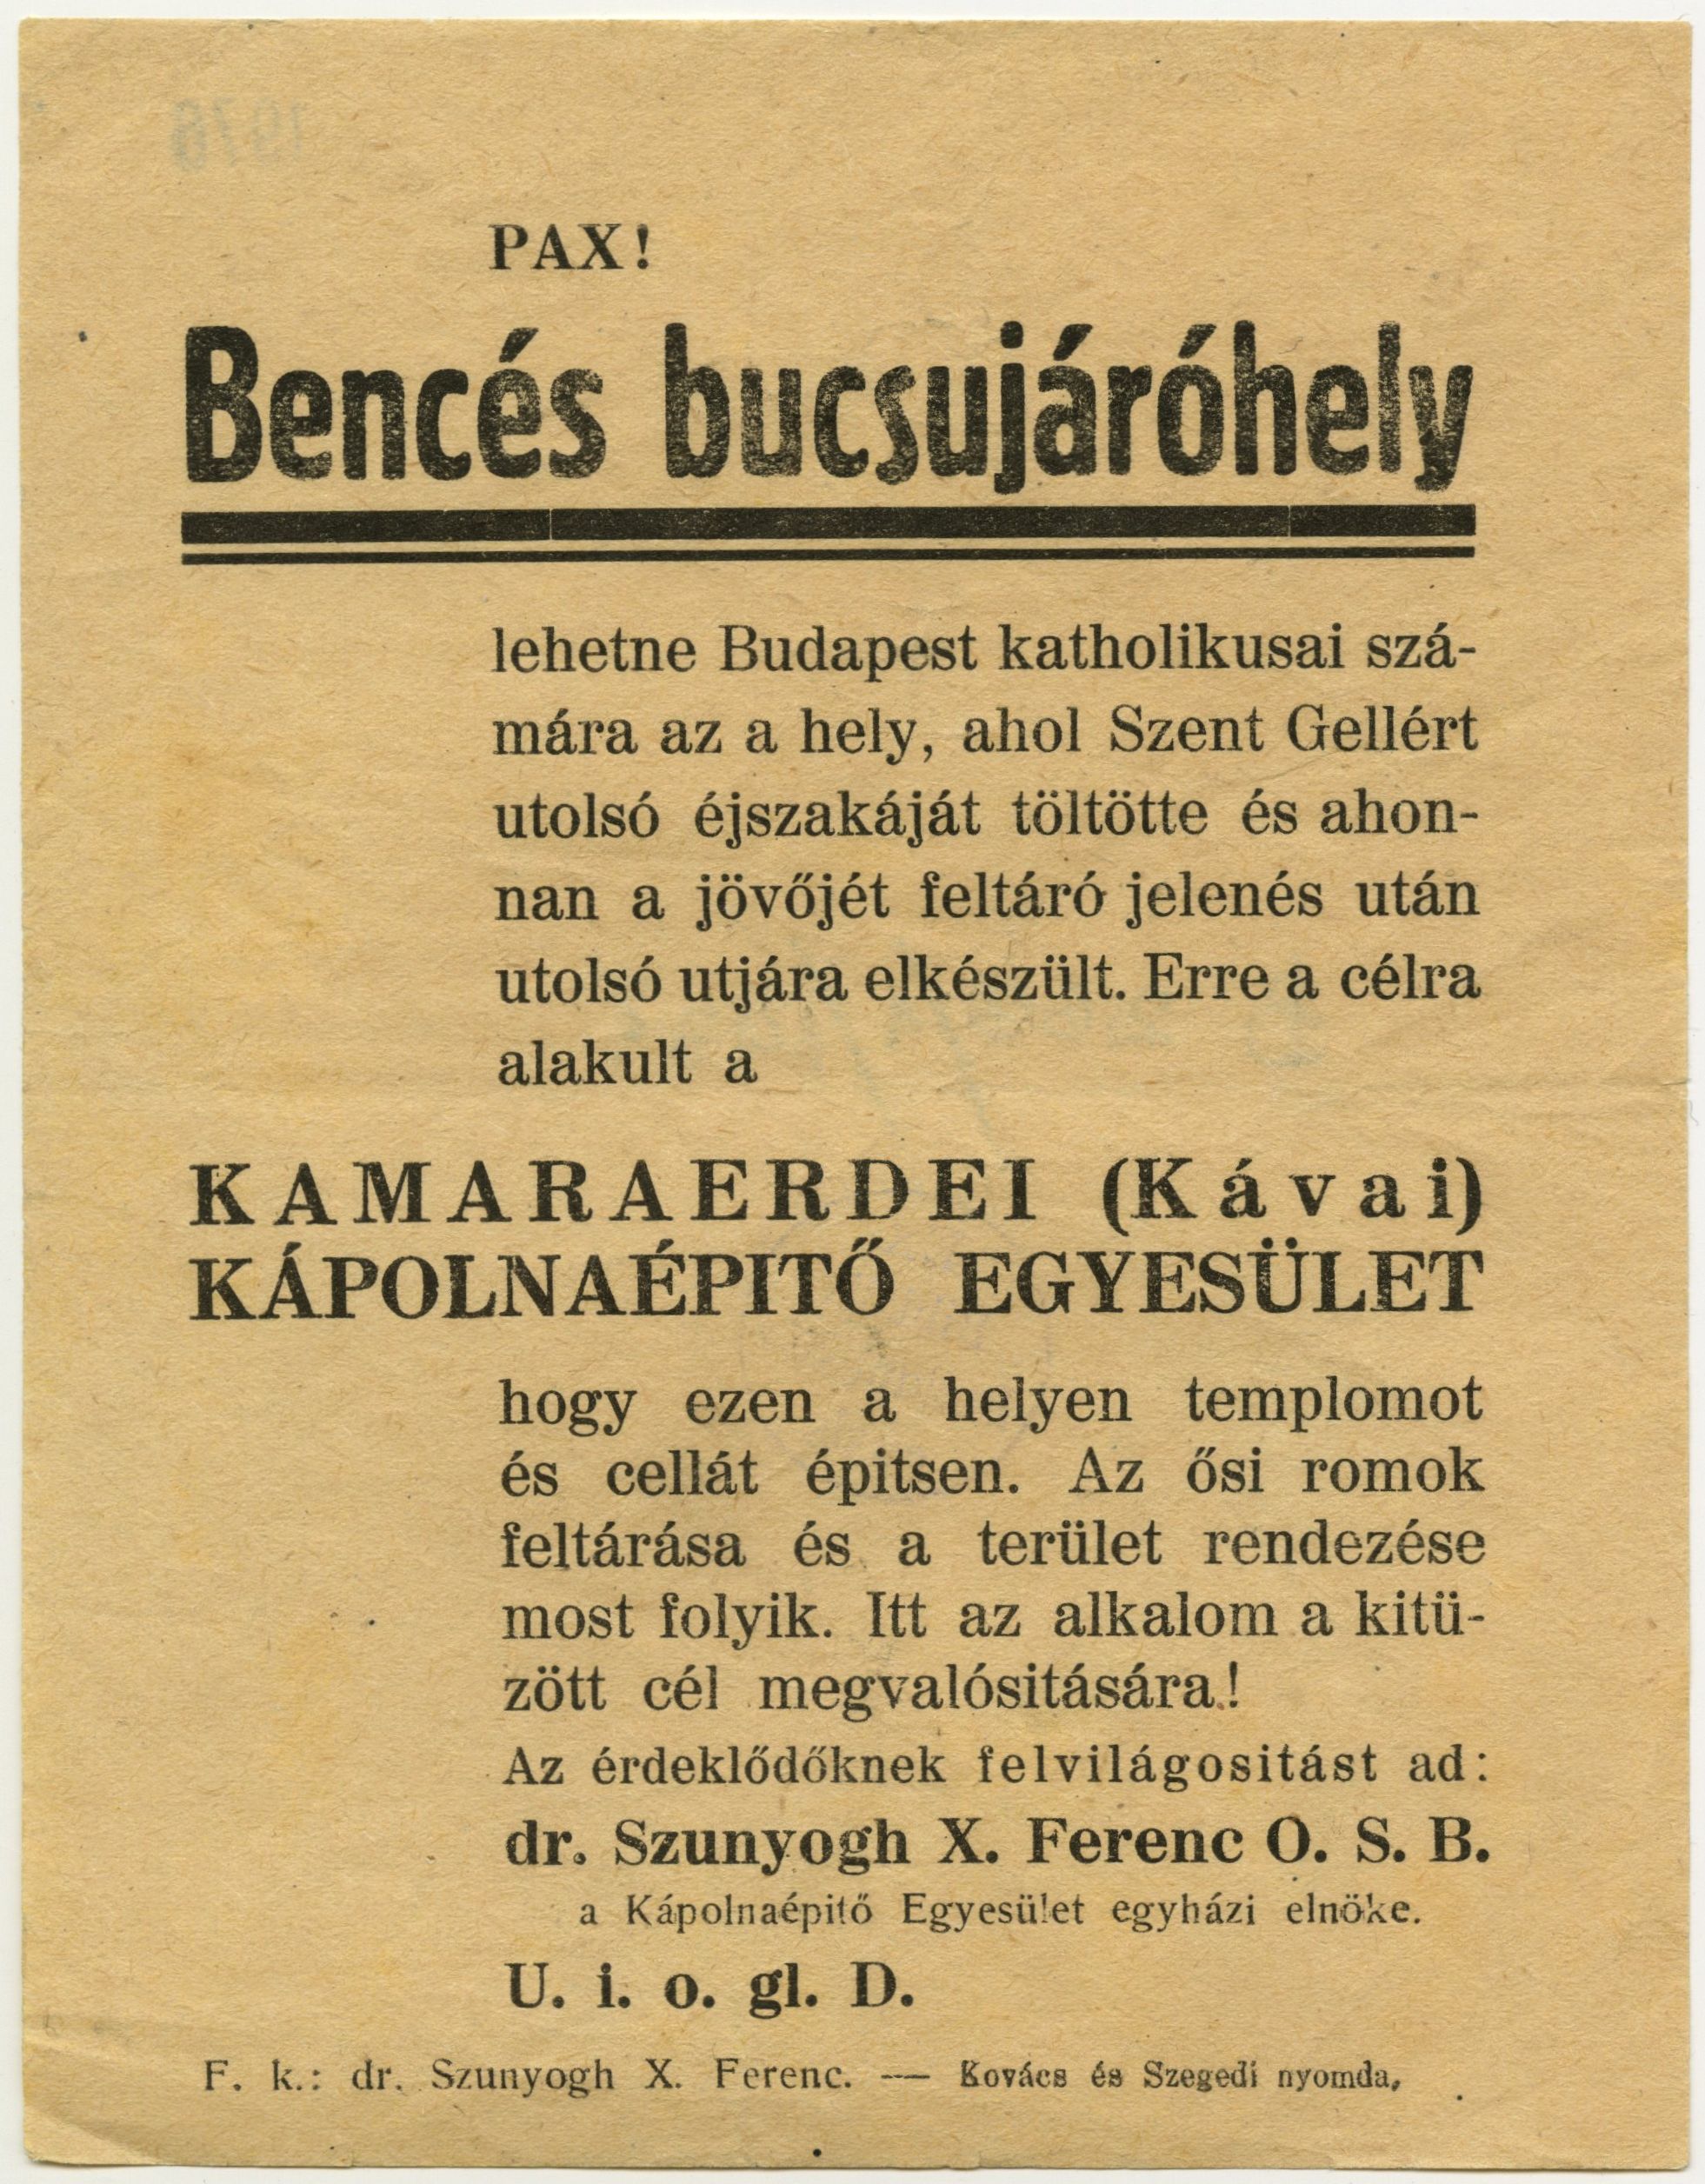 PAX!
Bencés bucsujáróhely
lehetne Budapest katholikusai szá-
mára az a hely, ahol Szent Gellért
utolsó éjszakáját töltötte és ahon-
nan a jövőjét feltáró jelenés után
utolsó utjára elkészült. Erre a célra
alakult a
KAMARAERDEI (Kávai)
KÁPOLNAÉPITŐ EGYESÜLET
hogy ezen a helyen templomot
és cellát épitsen. Az ősi romok
feltárása és a terület rendezése
most folyik. Itt az alkalom a kitü-
zött cél megvalósitására!
Az érdeklődőknek felvilágositást ad:
dr. Szunyogh X. Ferenc O. S. B.
a Kápolnaépitő Egyesület egyházi elnöke.
U. i. o. gl. D.
F. k.: dr. Szunyogh X. Ferenc. — Kovács és Szegedi nyomda,